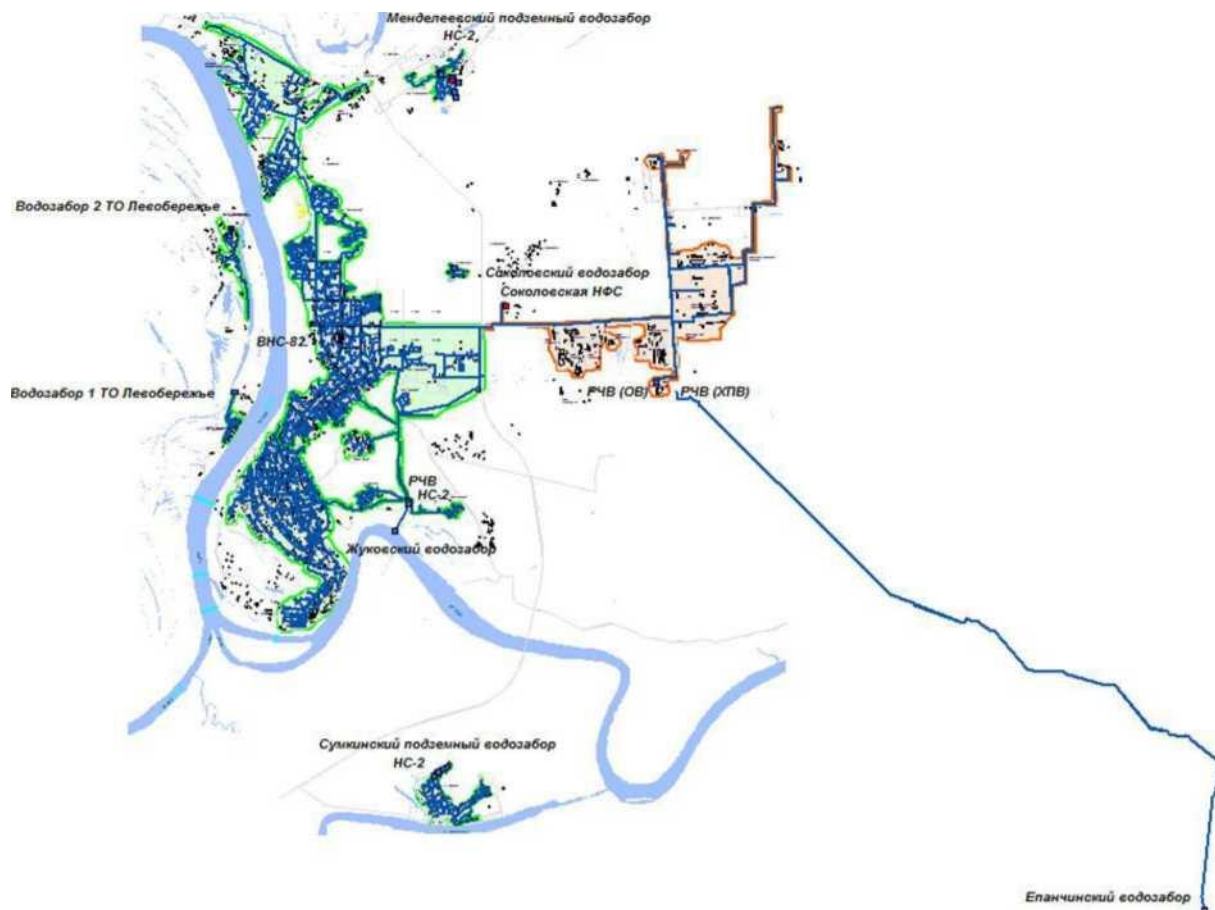 Менделеевский подземный водозабор
НС-2
Водозабор 2 ТО Левобережье
Соколовский водозабор
Соколовская НФС
ВНС-82
Водозабор 1 ТО Левобережье
РЧВ (ОВ)
РЧВ (ХПВ)
РЧВ
НС-2
Жуковский водозабор
Сумкинский подземный водозабор
НС-2
Епанчинский водозабор